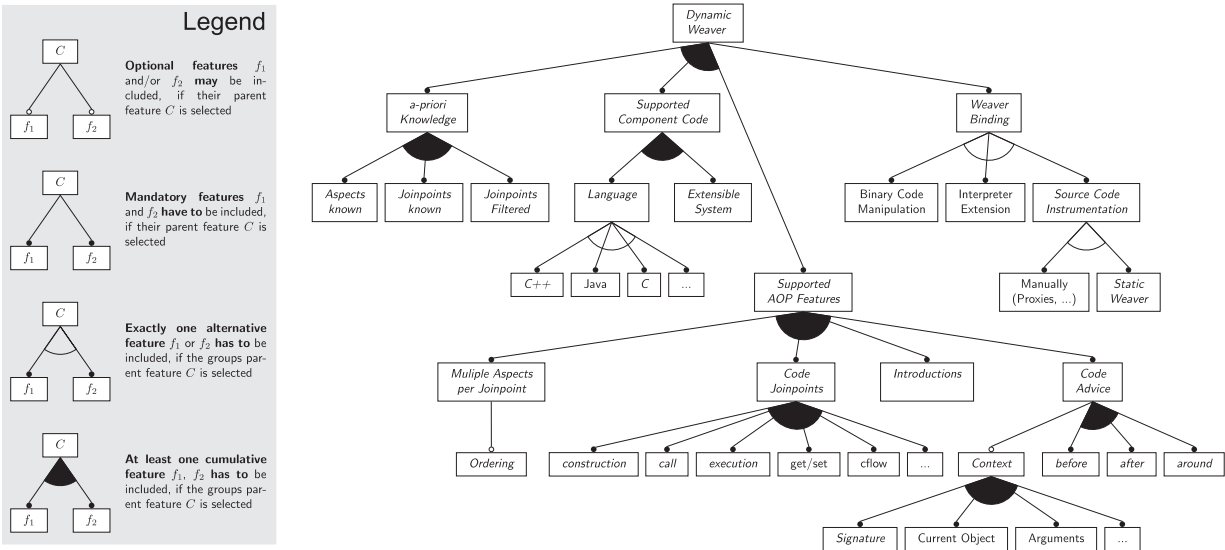 Legend
C
f1
f2
Optional features f1
and/or f2 may be in-
cluded, if their parent
feature C is selected
C
f1
f2
Mandatory features f1
and f2 have to be included,
if their parent feature C is
selected
C
f1
f2
Exactly one alternative
feature f1 or f2 has to be
included, if the groups par-
ent feature C is selected
C
f1
f2
At least one cumulative
feature f1, f2 has to be
included, if the groups par-
ent feature C is selected
Dynamic
Weaver
a-priori
Knowledge
Supported
Component Code
Weaver
Binding
Aspects
known
Joinpoints
known
Joinpoints
Filtered
Language
Extensible
System
Binary Code
Manipulation
Interpreter
Extension
Source Code
Instrumentation
C++
Java
C
...
Supported
AOP Features
Manually
(Proxies, ...)
Static
Weaver
Muliple Aspects
per Joinpoint
Code
Joinpoints
Introductions
Code
Advice
Ordering
construction
call
execution
get/set
cflow
...
Context
before
after
around
Signature
Current Object
Arguments
...